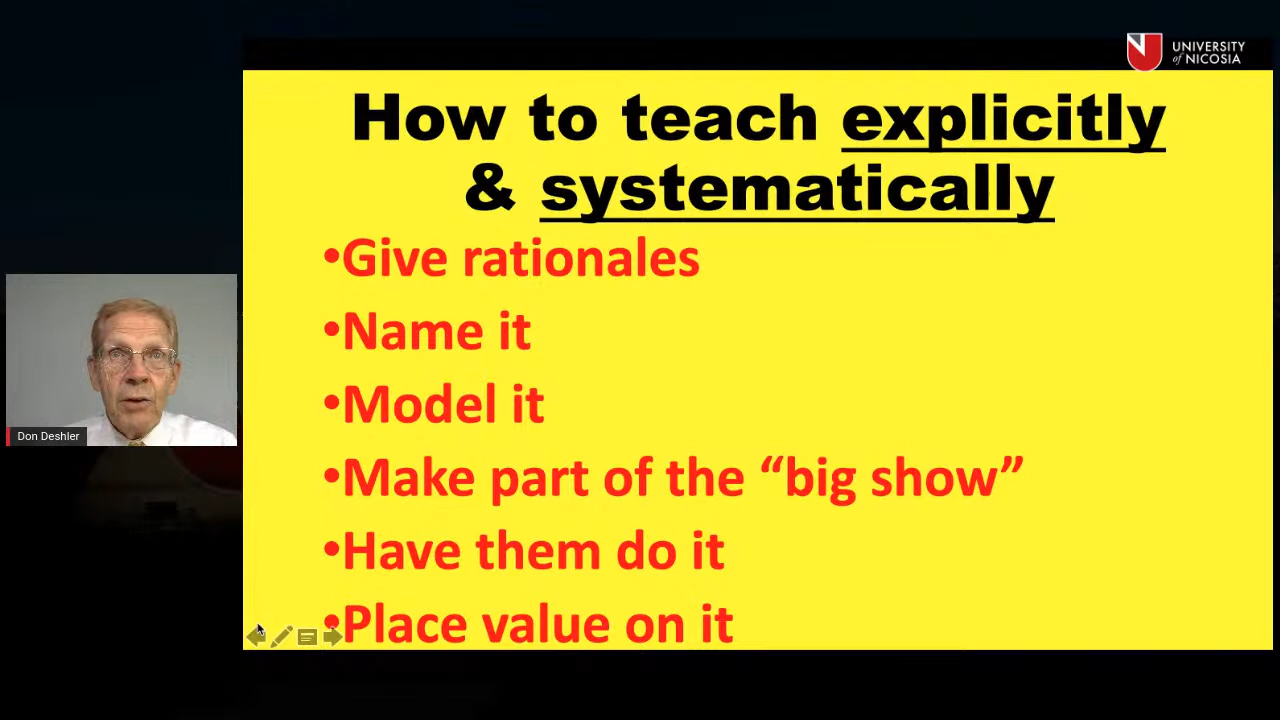 UNIVERSITY
of NICOSIA
How to teach explicitly
& systematically
•Give rationales
•Name it
•Model it
•Make part of the “big show”
•Have them do it
•Place value on it
Don Deshler